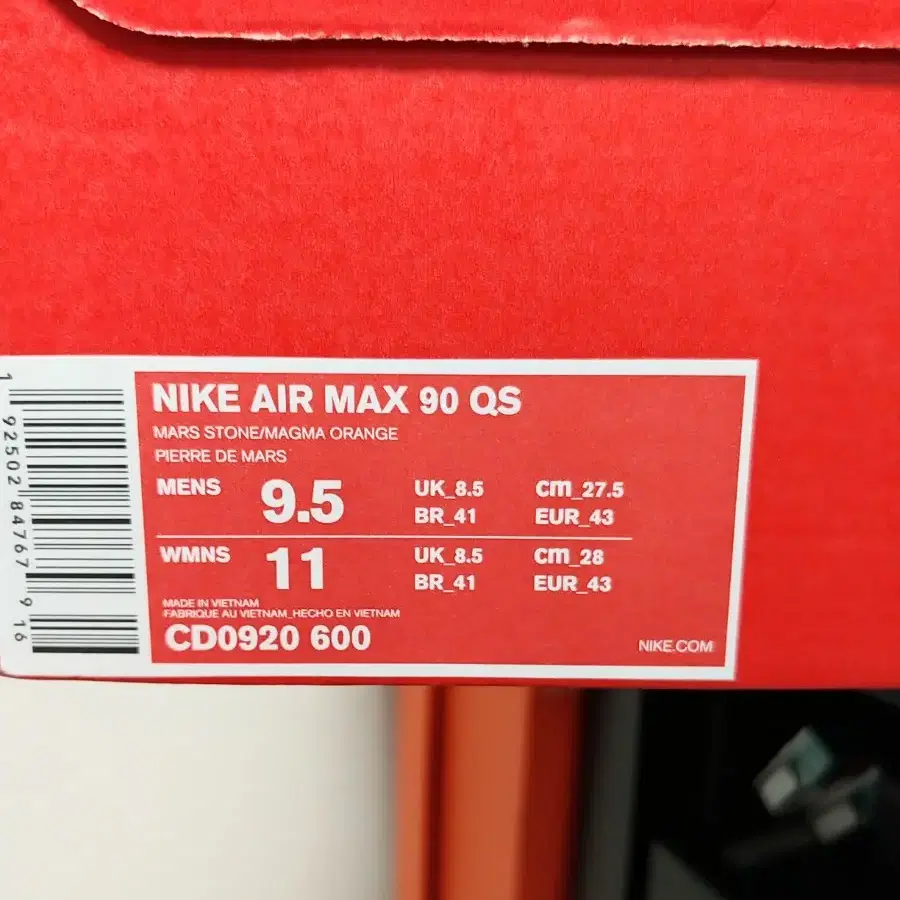 NIKE AIR MAX 90 QS
MARS STONE/MAGMA ORANGE
PIERRE DE MARS
MENS 9.5 UK_8.5 cm_27.5
BR_41 EUR_43
WMNS 11 UK_8.5 cm_28
BR_41 EUR_43
MADE IN VIETNAM
FABRIQUE AU VIETNAM_HECHO EN VIETNAM
CD0920 600
NIKE.COM
1 92502 84767 9 16